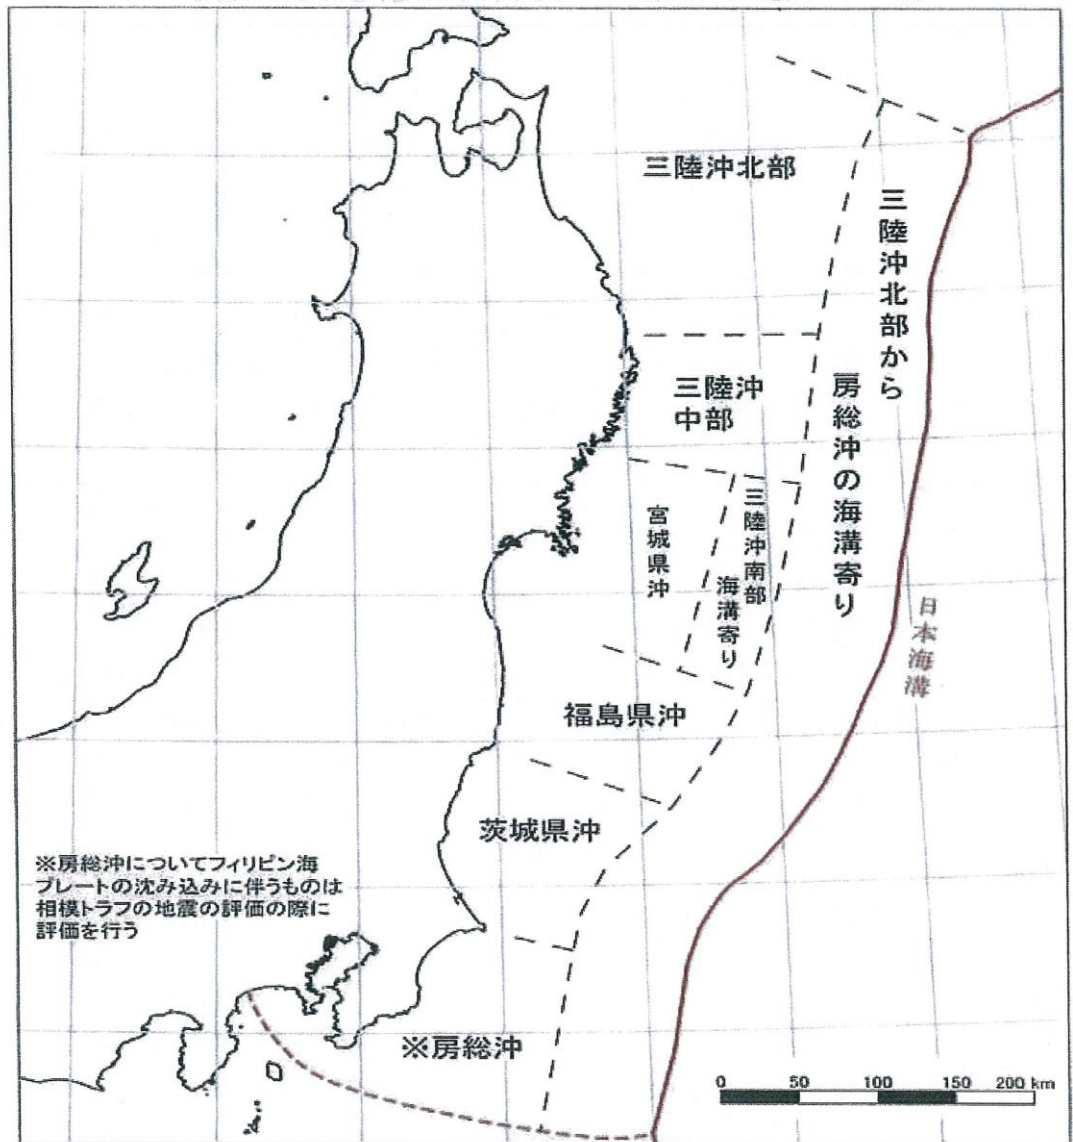 三陸沖北部
三陸沖北部から
房総沖の海溝寄り
三陸沖
中部
宮城県沖
三陸沖南部
海溝寄り
日本海溝
福島県沖
茨城県沖
※房総沖についてフィリピン海
プレートの沈み込みに伴うものは
相模トラフの地震の評価の際に
評価を行う
※房総沖
0 50 100 150 200 km